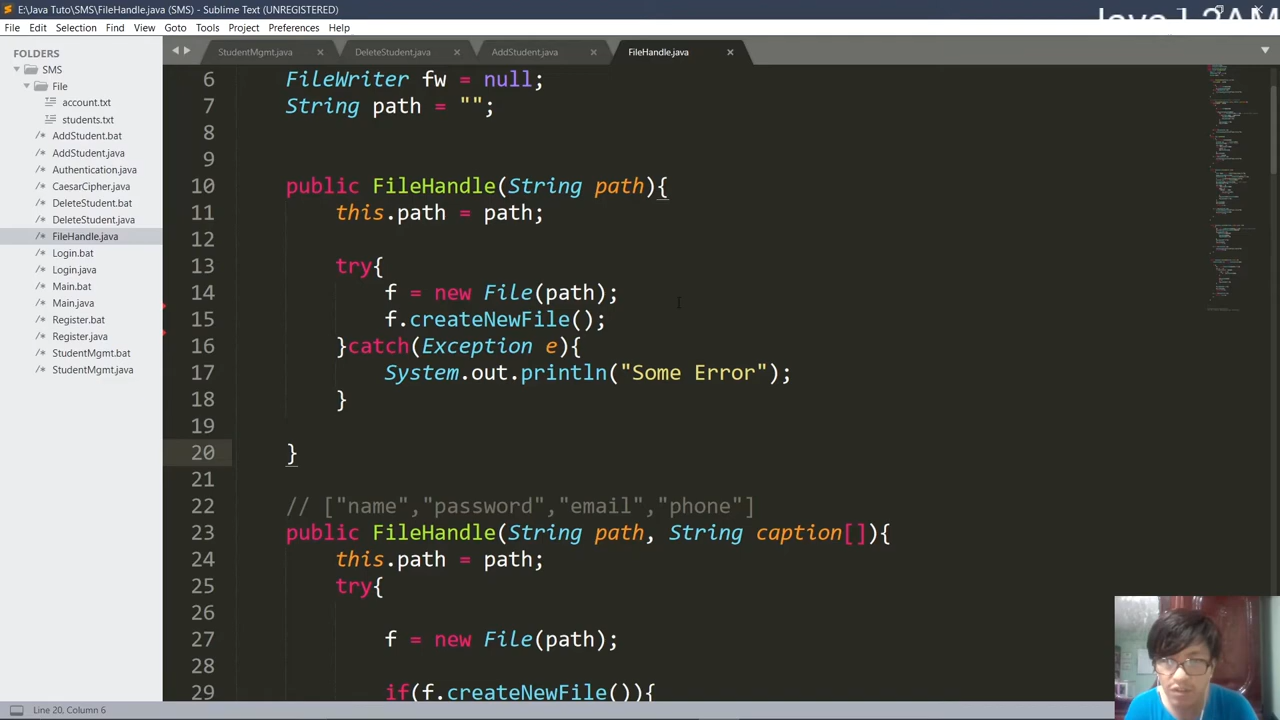 E:\Java Tuto\SMS\FileHandle.java (SMS) - Sublime Text (UNREGISTERED)
File Edit Selection Find View Goto Tools Project Preferences Help
FOLDERS
SMS
File
account.txt
students.txt
AddStudent.bat
AddStudent.java
Authentication.java
CaesarCipher.java
DeleteStudent.bat
DeleteStudent.java
FileHandle.java
Login.bat
Login.java
Main.bat
Main.java
Register.bat
Register.java
StudentMgmt.bat
StudentMgmt.java
StudentMgmt.java DeleteStudent.java AddStudent.java FileHandle.java
6 FileWriter fw = null;
7 String path = "";
8
9
10 public FileHandle(String path){
11 this.path = path;
12
13 try{
14 f = new File(path);
15 f.createNewFile();
16 }catch(Exception e){
17 System.out.println("Some Error");
18 }
19
20 }
21
22 // ["name","password","email","phone"]
23 public FileHandle(String path, String caption[]){
24 this.path = path;
25 try{
26
27 f = new File(path);
28
29 if(f.createNewFile()){
Line 20, Column 6